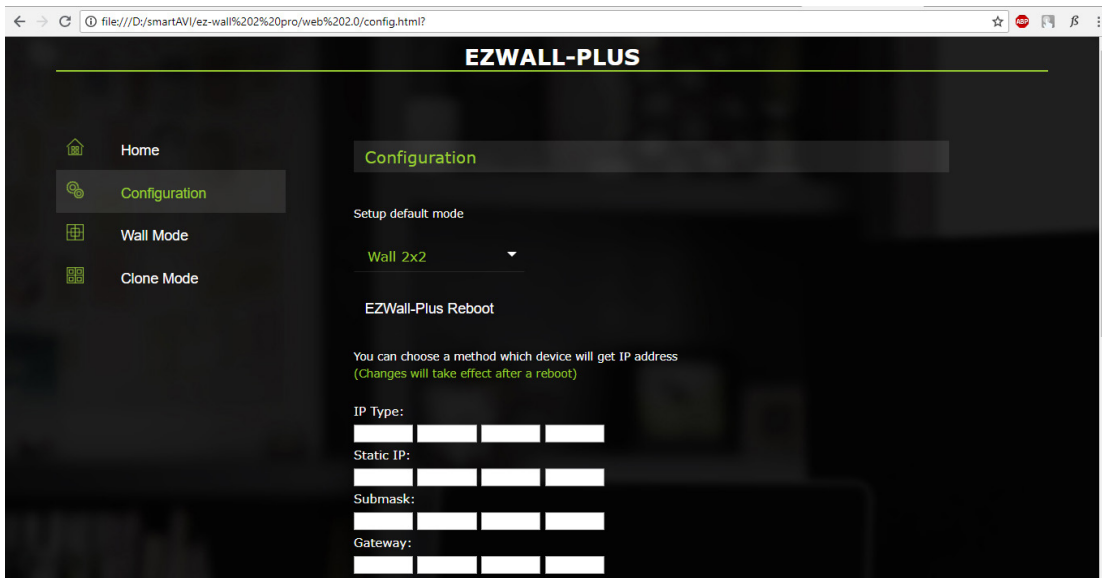 file:///D:/smartAVI/ez-wall%202%20pro/web%202.0/config.html?
ABP
EZWALL-PLUS
Home
Configuration
Wall Mode
Clone Mode
Configuration
Setup default mode
Wall 2x2
EZWall-Plus Reboot
You can choose a method which device will get IP address
(Changes will take effect after a reboot)
IP Type:
Static IP:
Submask:
Gateway: